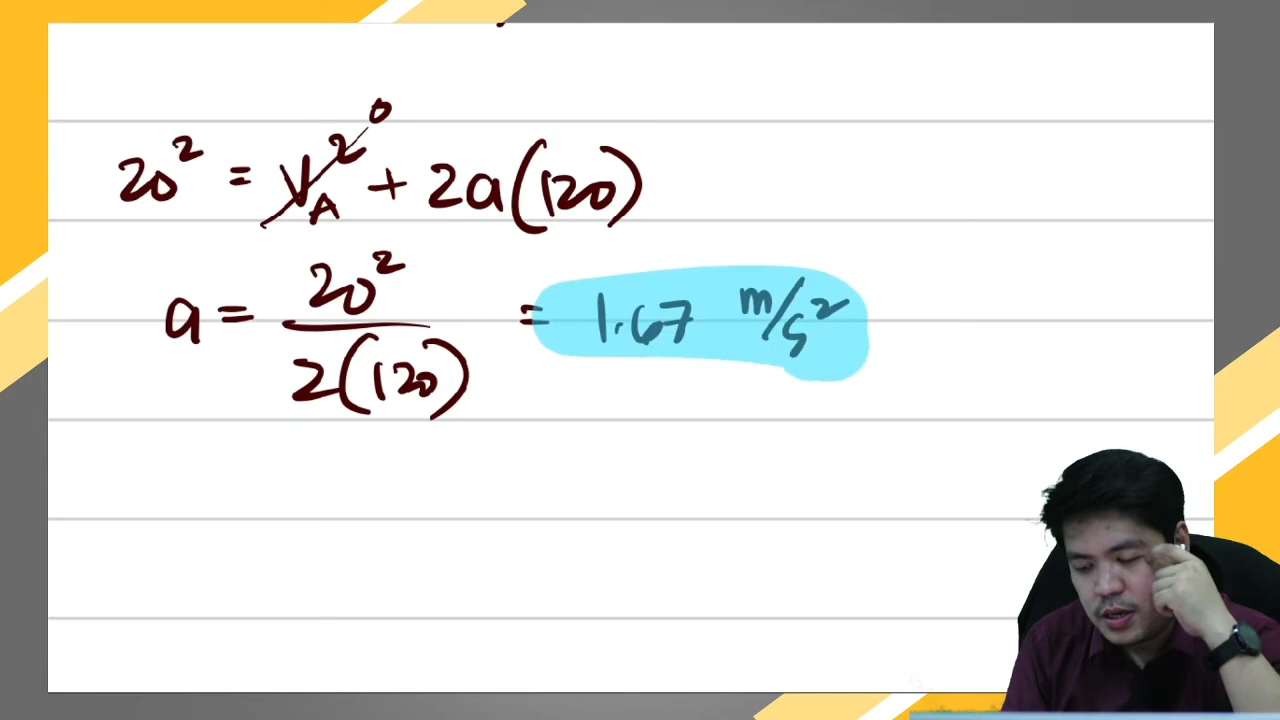 20² = V_A²⁰ + 2a(120)
a = 20²/2(120) = 1.67 m/s²